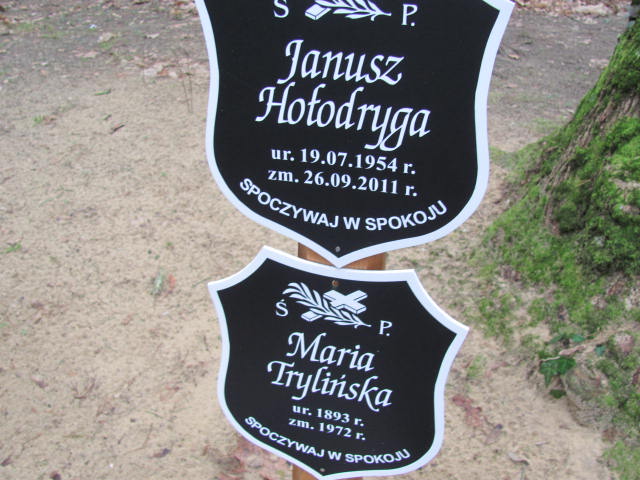 Ś P.
Janusz
Hołodryga
ur. 19.07.1954 r.
zm. 26.09.2011 r.
SPOCZYWAJ W SPOKOJU
Ś P.
Maria
Trylińska
ur. 1893 r.
zm. 1972 r.
SPOCZYWAJ W SPOKOJU